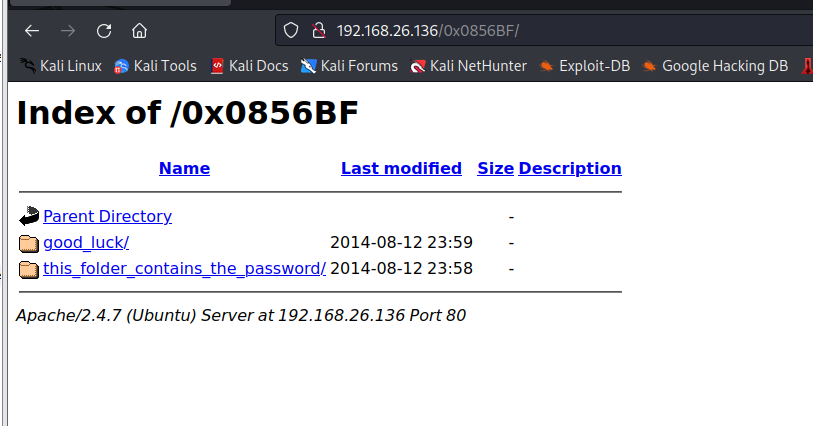 192.168.26.136/0x0856BF/
Kali Linux Kali Tools Kali Docs Kali Forums Kali NetHunter Exploit-DB Google Hacking DB
Index of /0x0856BF
Name Last modified Size Description
Parent Directory -
good_luck/ 2014-08-12 23:59 -
this_folder_contains_the_password/ 2014-08-12 23:58 -
Apache/2.4.7 (Ubuntu) Server at 192.168.26.136 Port 80